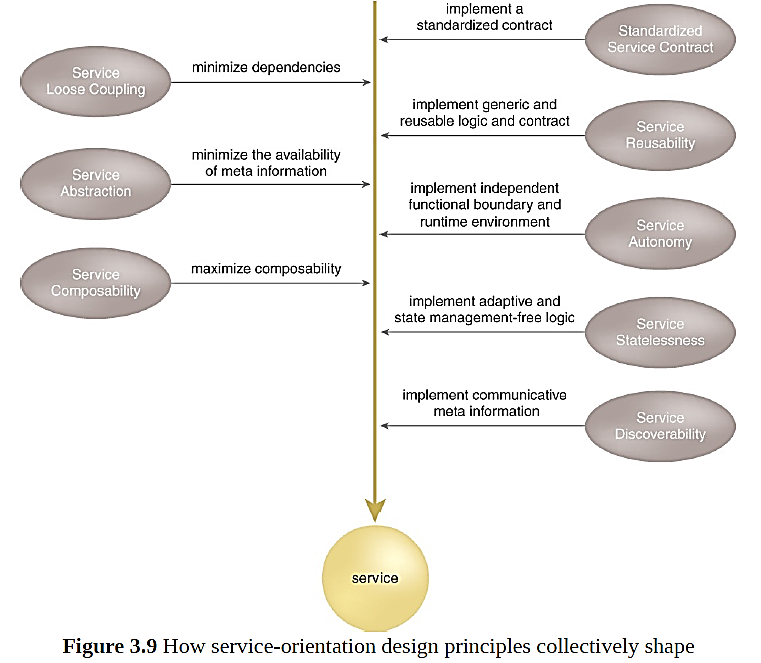 implement a
standardized contract
Standardized
Service Contract
Service
Loose Coupling
minimize dependencies
implement generic and
reusable logic and contract
Service
Reusability
Service
Abstraction
minimize the availability
of meta information
implement independent
functional boundary and
runtime environment
Service
Autonomy
Service
Composability
maximize composability
implement adaptive and
state management-free logic
Service
Statelessness
implement communicative
meta information
Service
Discoverability
service
Figure 3.9 How service-orientation design principles collectively shape